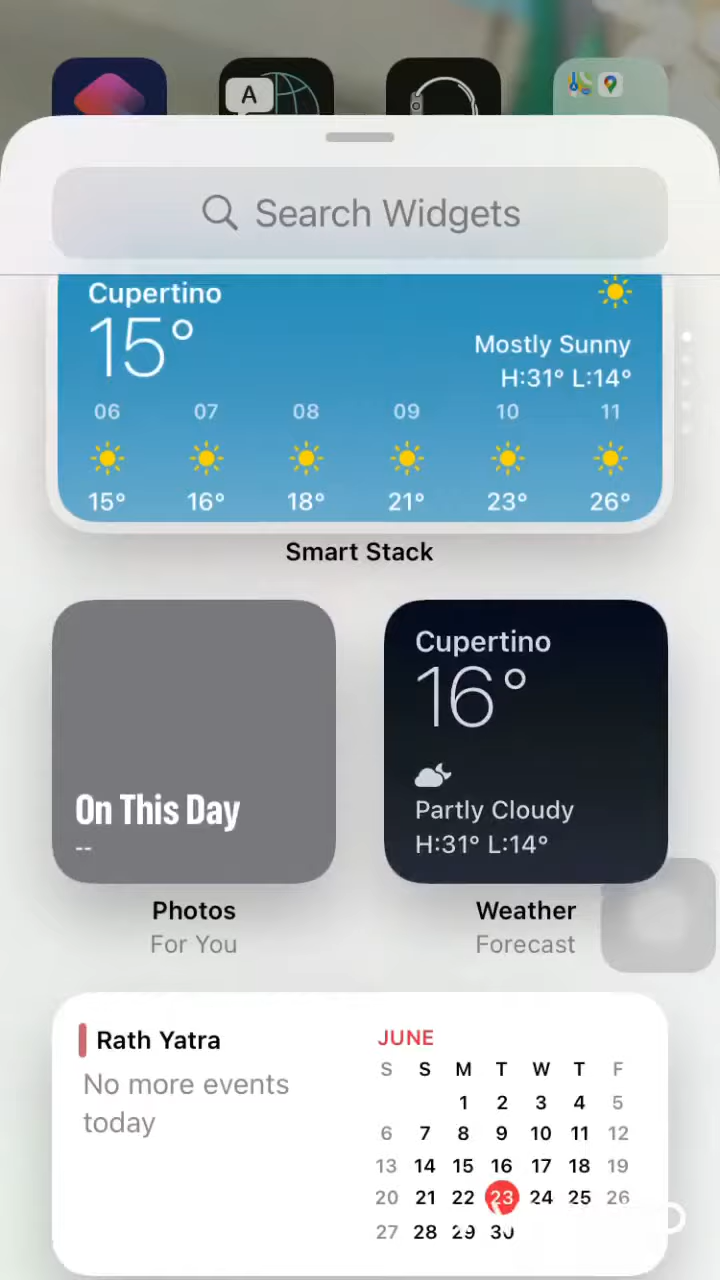 A
Search Widgets
Cupertino
15°
Mostly Sunny
H:31° L:14°
06 07 08 09 10 11
15° 16° 18° 21° 23° 26°
Smart Stack
On This Day
--
Photos
For You
Cupertino
16°
Partly Cloudy
H:31° L:14°
Weather
Forecast
Rath Yatra
No more events
today
JUNE
S S M T W T F
1 2 3 4 5
6 7 8 9 10 11 12
13 14 15 16 17 18 19
20 21 22 23 24 25 26
27 28 29 30